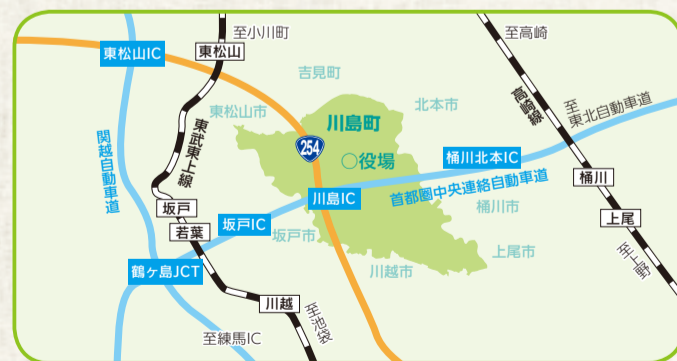 至小川町
至高崎
東松山IC
東松山
吉見町
至
東北自動車道
高崎線
東松山市
北本市
川島町
関越自動車道
東武東上線
254
○役場
桶川北本IC
首都圏中央連絡自動車道
桶川
川島IC
坂戸
坂戸IC
桶川市
上尾
若葉
坂戸市
上尾市
至上野
鶴ヶ島JCT
川越市
川越
至池袋
至練馬IC